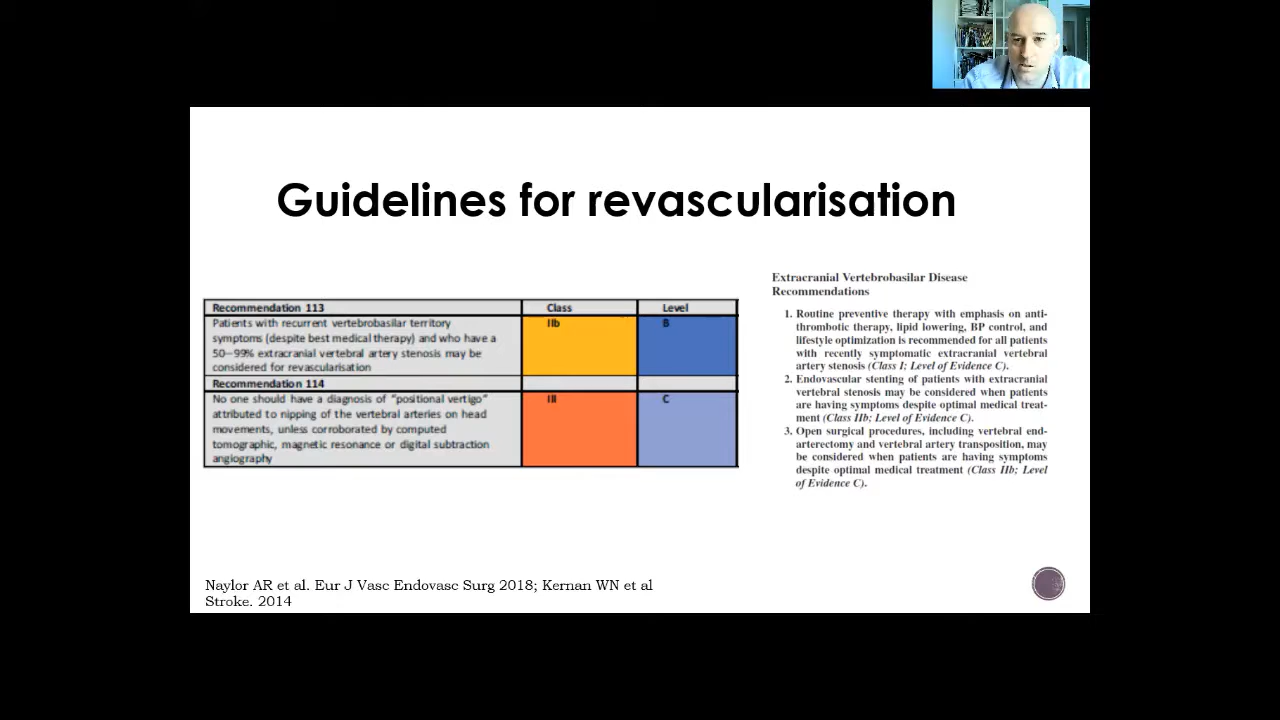 Guidelines for revascularisation
Recommendation 113 Class Level
Patients with recurrent vertebrobasilar territory IIb B
symptoms (despite best medical therapy) and who have a
50–99% extracranial vertebral artery stenosis may be
considered for revascularisation
Recommendation 114
No one should have a diagnosis of "positional vertigo" III C
attributed to nipping of the vertebral arteries on head
movements, unless corroborated by computed
tomographic, magnetic resonance or digital subtraction
angiography
Extracranial Vertebrobasilar Disease
Recommendations
1. Routine preventive therapy with emphasis on anti-
thrombotic therapy, lipid lowering, BP control, and
lifestyle optimization is recommended for all patients
with recently symptomatic extracranial vertebral
artery stenosis (Class I; Level of Evidence C).
2. Endovascular stenting of patients with extracranial
vertebral stenosis may be considered when patients
are having symptoms despite optimal medical treat-
ment (Class IIb; Level of Evidence C).
3. Open surgical procedures, including vertebral end-
arterectomy and vertebral artery transposition, may
be considered when patients are having symptoms
despite optimal medical treatment (Class IIb; Level
of Evidence C).
Naylor AR et al. Eur J Vasc Endovasc Surg 2018; Kernan WN et al
Stroke. 2014